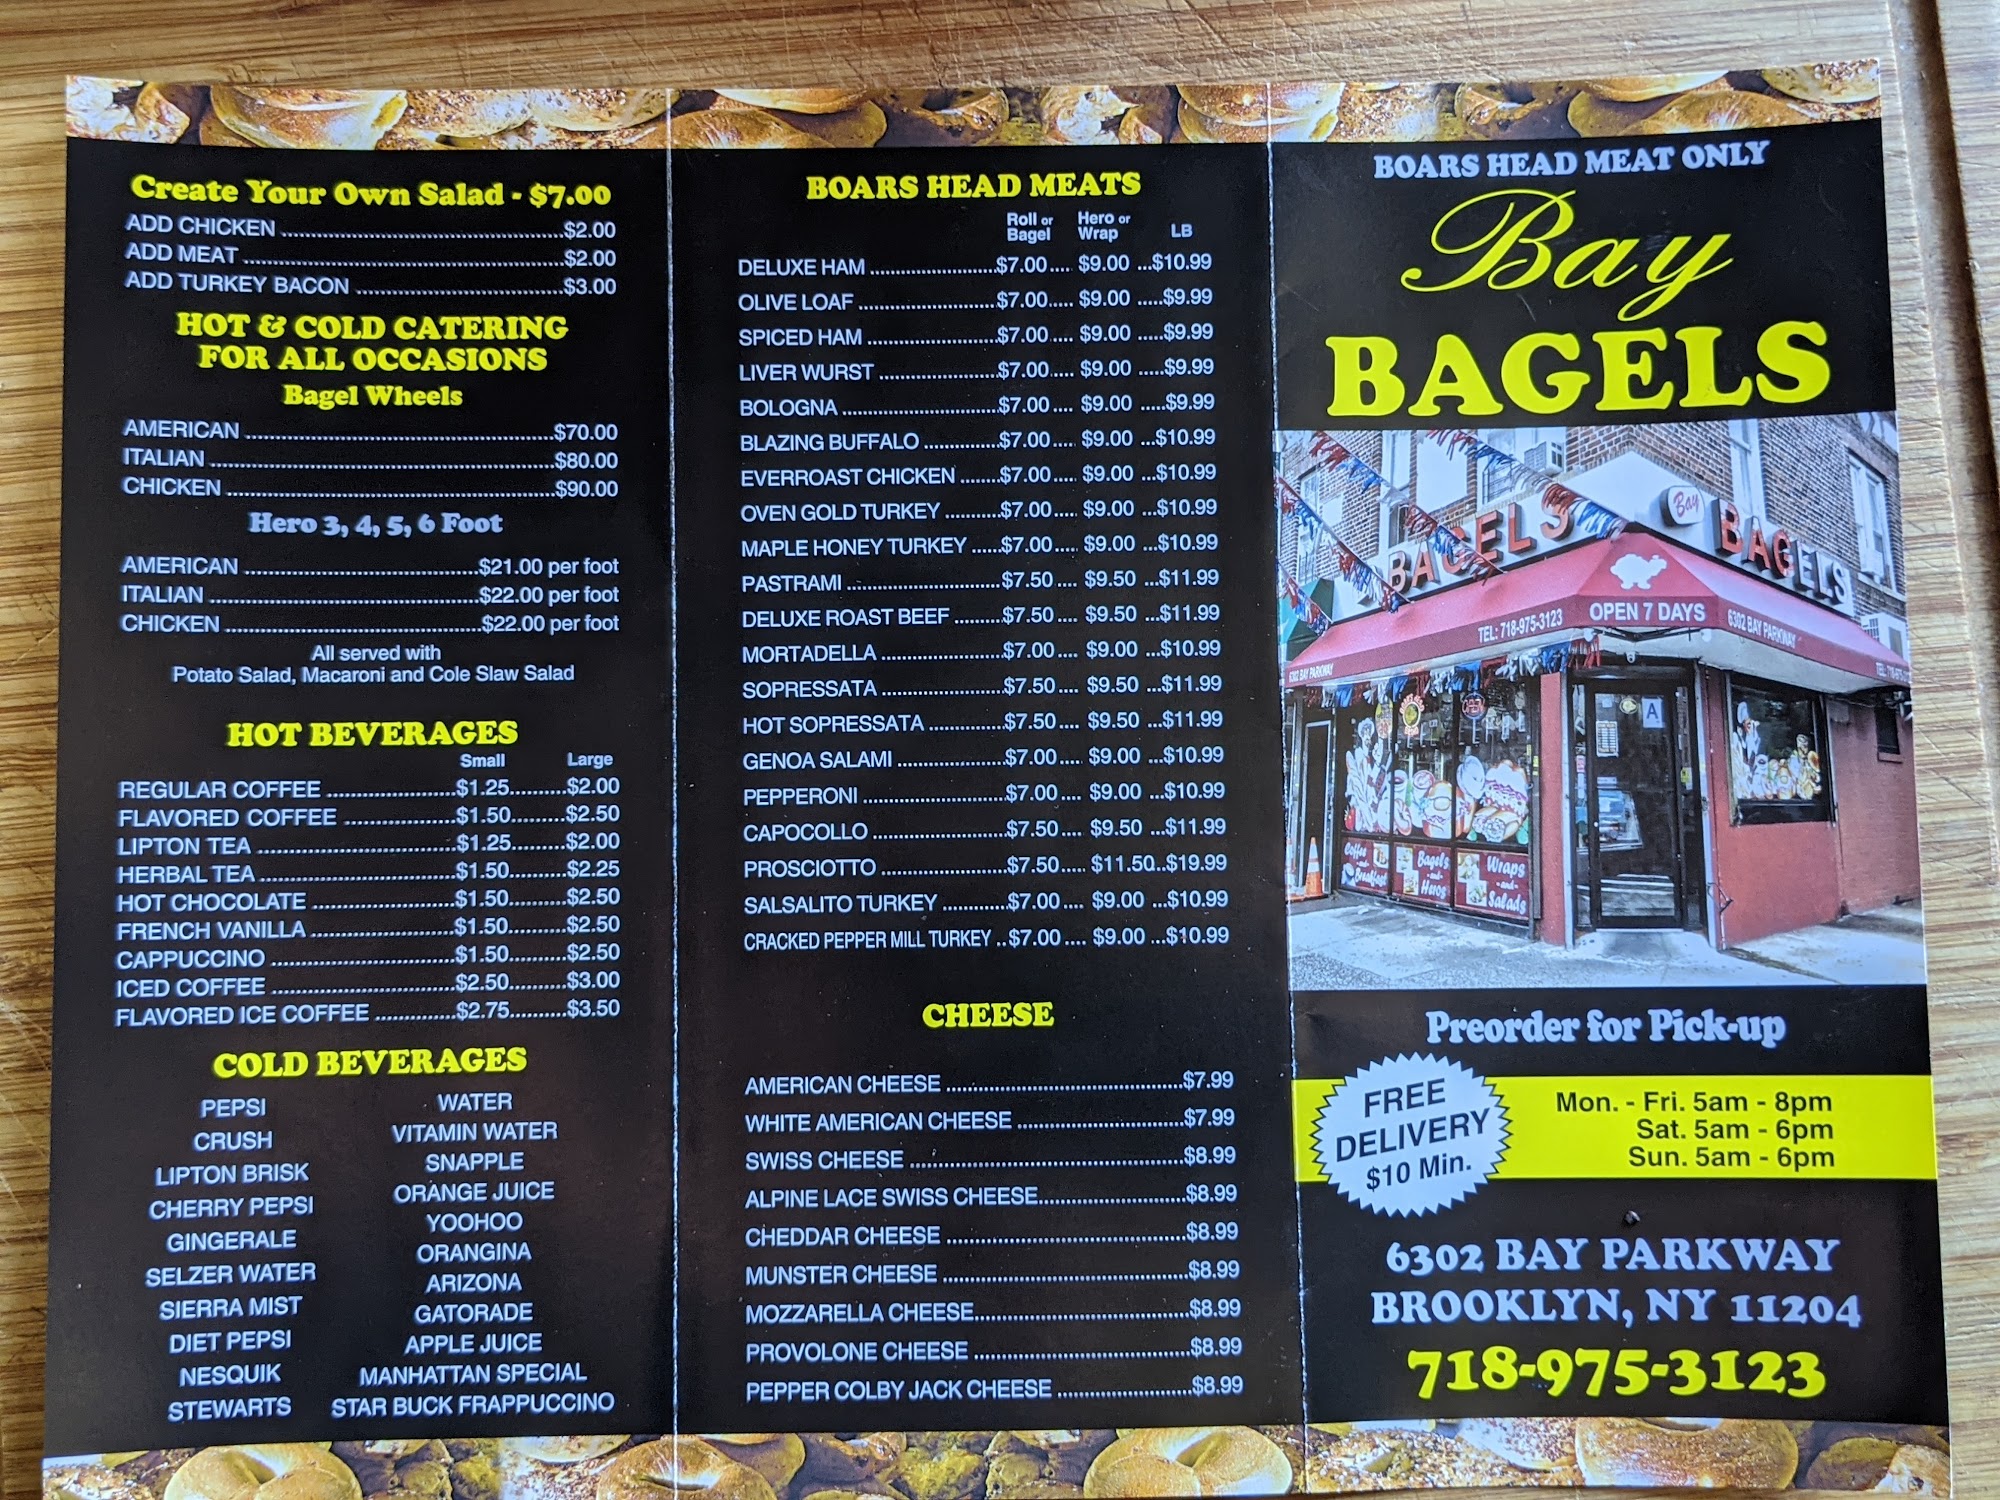 Create Your Own Salad - $7.00
ADD CHICKEN $2.00
ADD MEAT $2.00
ADD TURKEY BACON $3.00
HOT & COLD CATERING
FOR ALL OCCASIONS
Bagel Wheels
AMERICAN $70.00
ITALIAN $80.00
CHICKEN $90.00
Hero 3, 4, 5, 6 Foot
AMERICAN $21.00 per foot
ITALIAN $22.00 per foot
CHICKEN $22.00 per foot
All served with
Potato Salad, Macaroni and Cole Slaw Salad
HOT BEVERAGES
Small Large
REGULAR COFFEE $1.25 $2.00
FLAVORED COFFEE $1.50 $2.50
LIPTON TEA $1.25 $2.00
HERBAL TEA $1.50 $2.25
HOT CHOCOLATE $1.50 $2.50
FRENCH VANILLA $1.50 $2.50
CAPPUCCINO $1.50 $2.50
ICED COFFEE $2.50 $3.00
FLAVORED ICE COFFEE $2.75 $3.50
COLD BEVERAGES
PEPSI
CRUSH
LIPTON BRISK
CHERRY PEPSI
GINGERALE
SELZER WATER
SIERRA MIST
DIET PEPSI
NESQUIK
STEWARTS
WATER
VITAMIN WATER
SNAPPLE
ORANGE JUICE
YOOHOO
ORANGINA
ARIZONA
GATORADE
APPLE JUICE
MANHATTAN SPECIAL
STAR BUCK FRAPPUCCINO
BOARS HEAD MEATS
Roll or Bagel Hero or Wrap LB
DELUXE HAM $7.00 $9.00 $10.99
OLIVE LOAF $7.00 $9.00 $9.99
SPICED HAM $7.00 $9.00 $9.99
LIVER WURST $7.00 $9.00 $9.99
BOLOGNA $7.00 $9.00 $9.99
BLAZING BUFFALO $7.00 $9.00 $10.99
EVERROAST CHICKEN $7.00 $9.00 $10.99
OVEN GOLD TURKEY $7.00 $9.00 $10.99
MAPLE HONEY TURKEY $7.00 $9.00 $10.99
PASTRAMI $7.50 $9.50 $11.99
DELUXE ROAST BEEF $7.50 $9.50 $11.99
MORTADELLA $7.00 $9.00 $10.99
SOPRESSATA $7.50 $9.50 $11.99
HOT SOPRESSATA $7.50 $9.50 $11.99
GENOA SALAMI $7.00 $9.00 $10.99
PEPPERONI $7.00 $9.00 $10.99
CAPOCOLLO $7.50 $9.50 $11.99
PROSCIOTTO $7.50 $11.50 $19.99
SALSALITO TURKEY $7.00 $9.00 $10.99
CRACKED PEPPER MILL TURKEY $7.00 $9.00 $10.99
CHEESE
AMERICAN CHEESE $7.99
WHITE AMERICAN CHEESE $7.99
SWISS CHEESE $8.99
ALPINE LACE SWISS CHEESE $8.99
CHEDDAR CHEESE $8.99
MUNSTER CHEESE $8.99
MOZZARELLA CHEESE $8.99
PROVOLONE CHEESE $8.99
PEPPER COLBY JACK CHEESE $8.99
BOARS HEAD MEAT ONLY
Bay
BAGELS
BAGELS
Bay
BAGELS
TEL: 718-975-3123
OPEN 7 DAYS
6302 BAY PARKWAY
6302 BAY PARKWAY
A
Coffee
-and-
Breakfast
Bagels
-and-
Heros
Wraps
-and-
Salads
Preorder for Pick-up
FREE
DELIVERY
$10 Min.
Mon. - Fri. 5am - 8pm
Sat. 5am - 6pm
Sun. 5am - 6pm
6302 BAY PARKWAY
BROOKLYN, NY 11204
718-975-3123